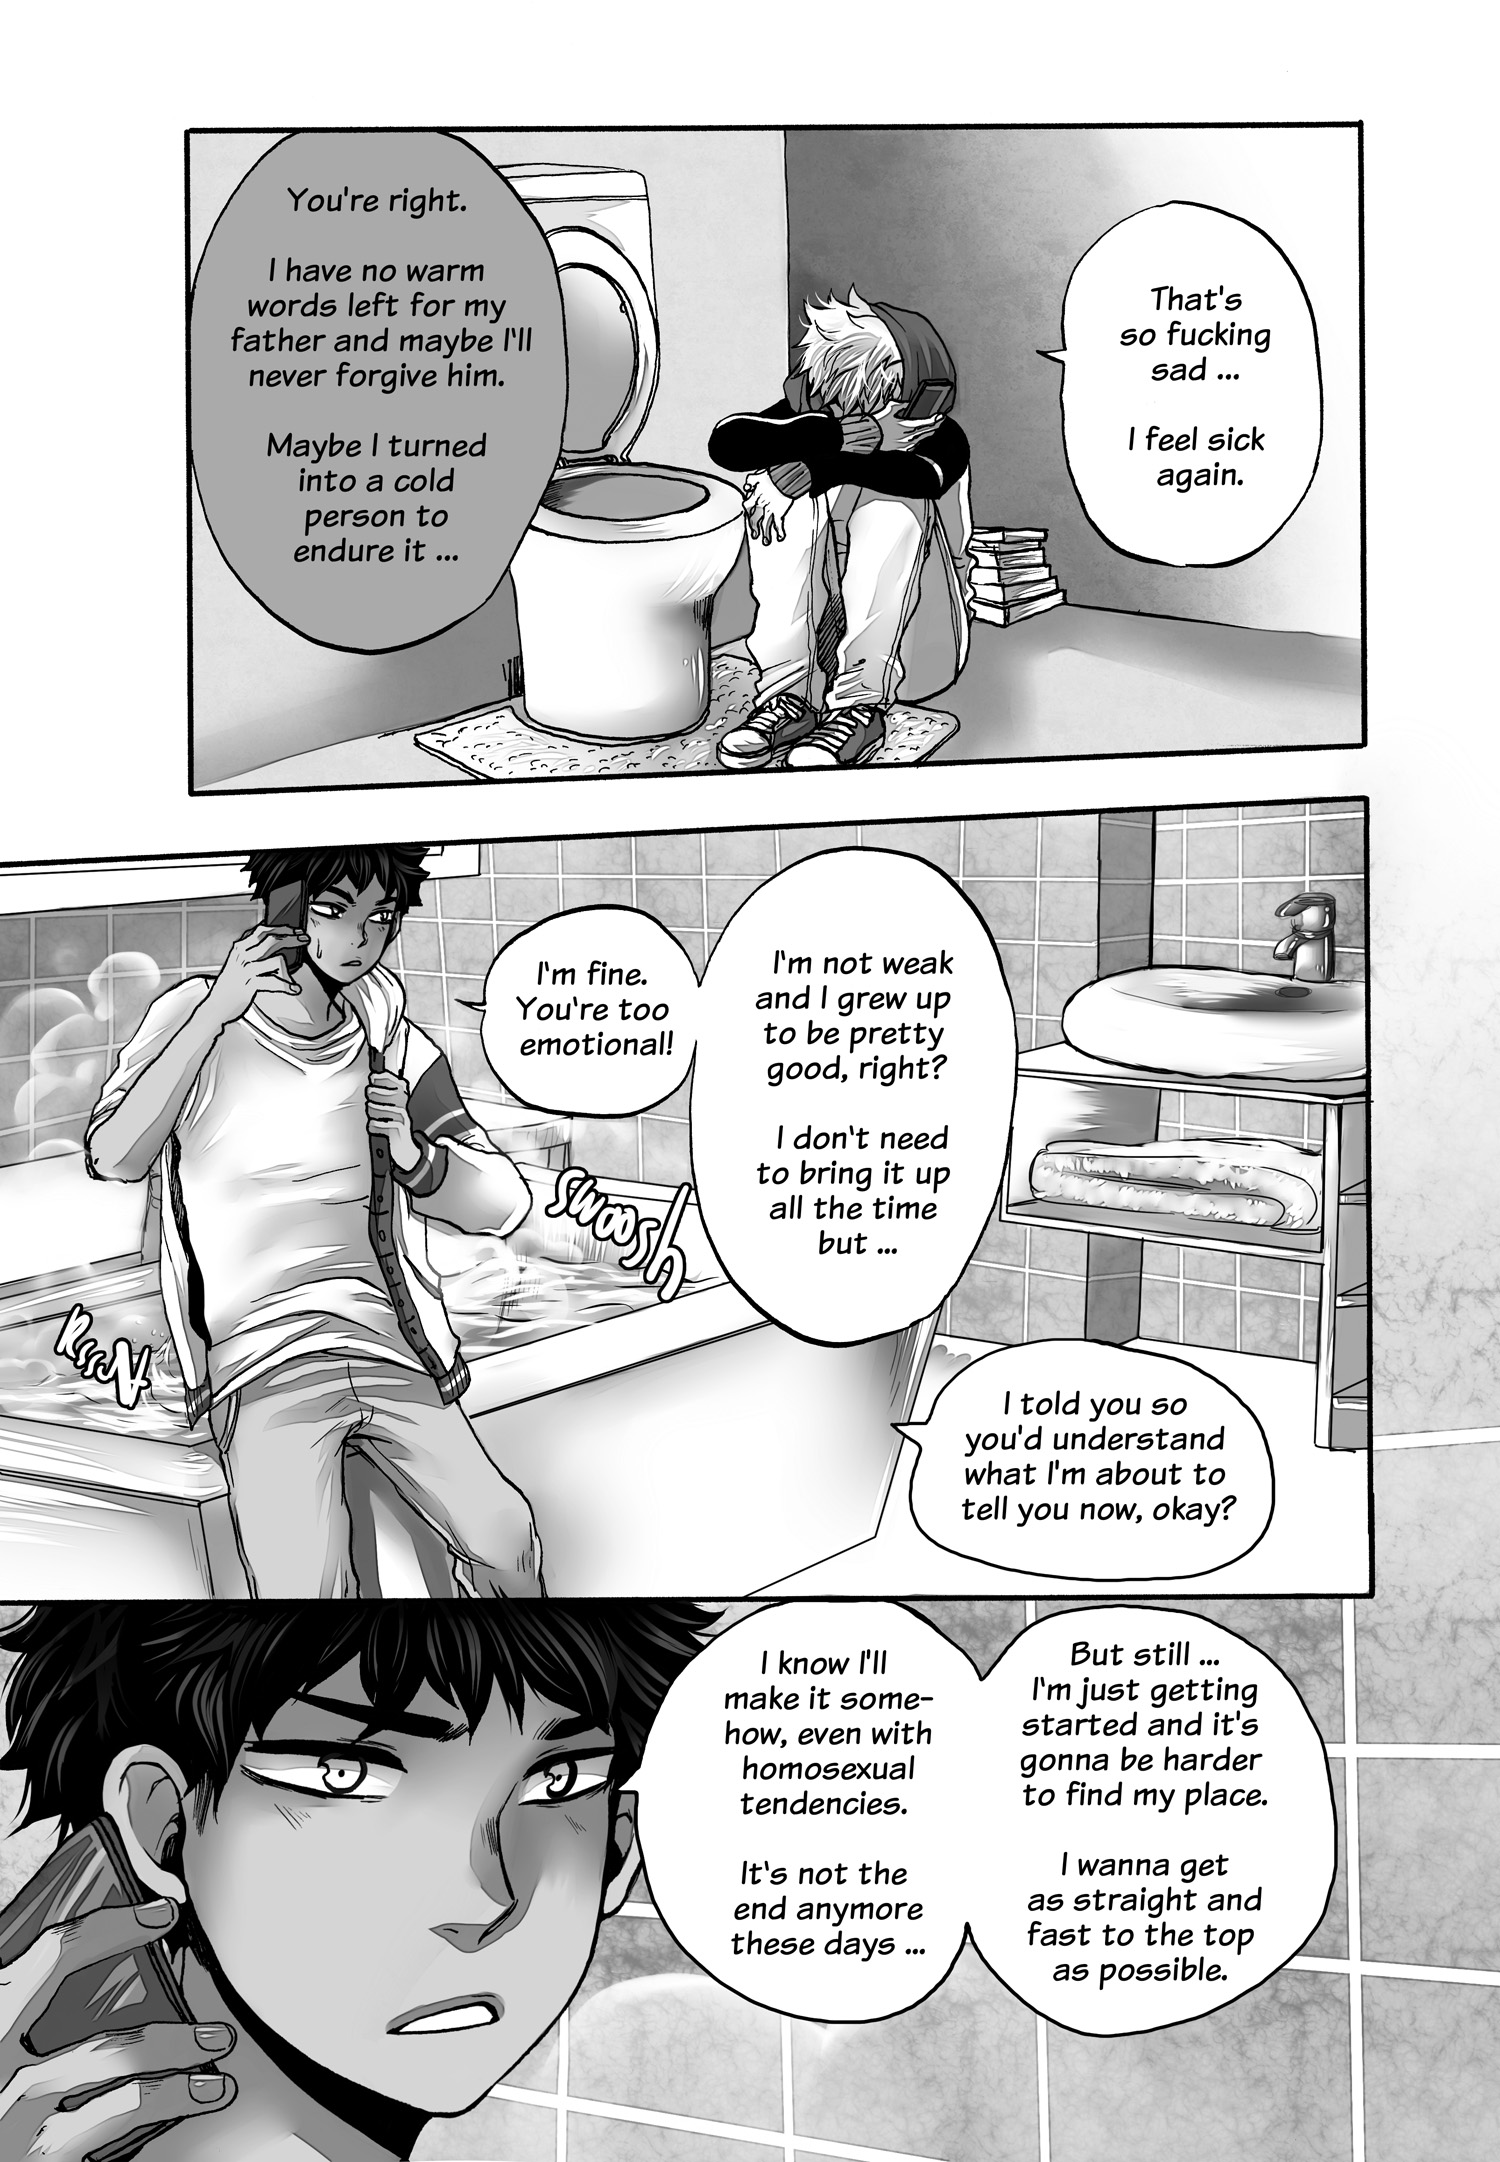 You're right.
I have no warm
words left for my
father and maybe I'll
never forgive him.
Maybe I turned
into a cold
person to
endure it ...
That's
so fucking
sad ...
I feel sick
again.
I'm fine.
You're too
emotional!
I'm not weak
and I grew up
to be pretty
good, right?
I don't need
to bring it up
all the time
but ...
SWOOSH
RSSSN
I told you so
you'd understand
what I'm about to
tell you now, okay?
I know I'll
make it some-
how, even with
homosexual
tendencies.
It's not the
end anymore
these days ...
But still ...
I'm just getting
started and it's
gonna be harder
to find my place.
I wanna get
as straight and
fast to the top
as possible.